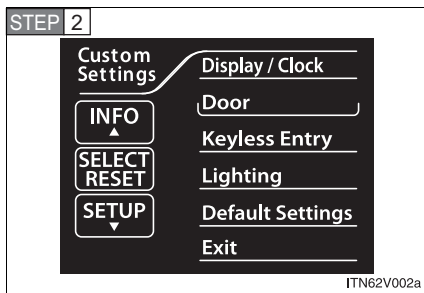 STEP 2
Custom
Settings
INFO
SELECT
RESET
SETUP
Display / Clock
Door
Keyless Entry
Lighting
Default Settings
Exit
ITN62V002a